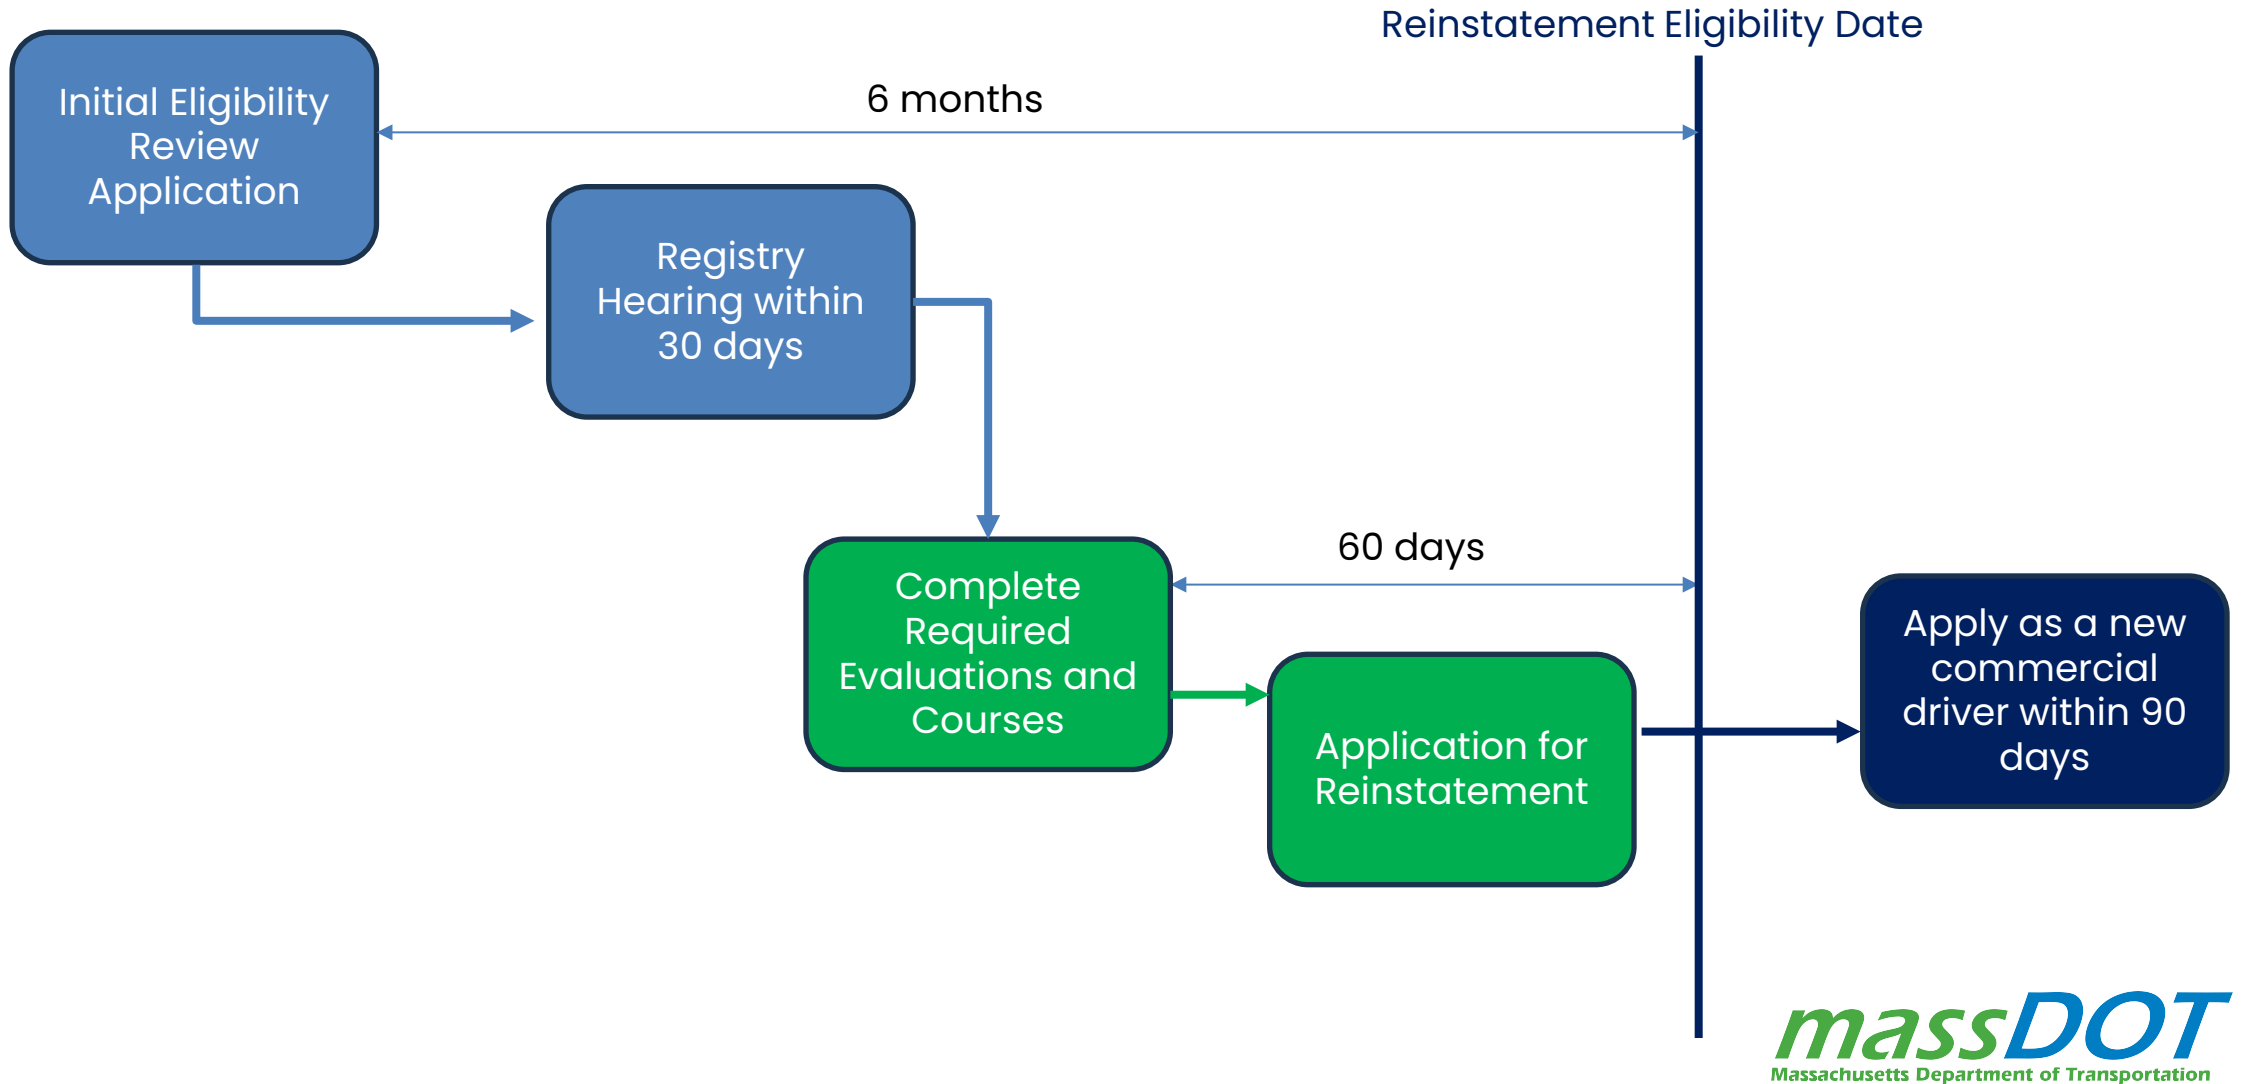 Reinstatement Eligibility Date
Initial Eligibility
Review
Application
6 months
Registry
Hearing within
30 days
Complete
Required
Evaluations and
Courses
60 days
Application for
Reinstatement
Apply as a new
commercial
driver within 90
days
massDOT
Massachusetts Department of Transportation